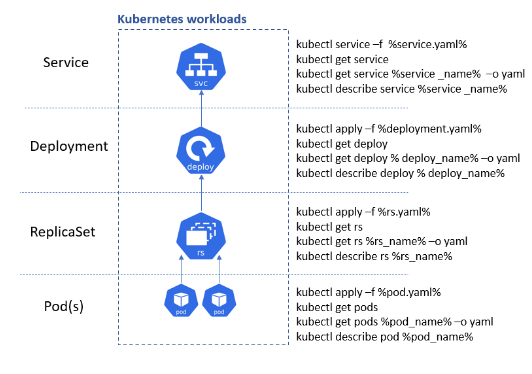 Kubernetes workloads
Service
svc
kubectl service –f %service.yaml%
kubectl get service
kubectl get service %service _name% –o yaml
kubectl describe service %service _name%
Deployment
deploy
kubectl apply –f %deployment.yaml%
kubectl get deploy
kubectl get deploy % deploy_name% –o yaml
kubectl describe deploy % deploy_name%
ReplicaSet
rs
kubectl apply –f %rs.yaml%
kubectl get rs
kubectl get rs %rs_name% –o yaml
kubectl describe rs %rs_name%
Pod(s)
pod
pod
kubectl apply –f %pod.yaml%
kubectl get pods
kubectl get pods %pod_name% –o yaml
kubectl describe pod %pod_name%